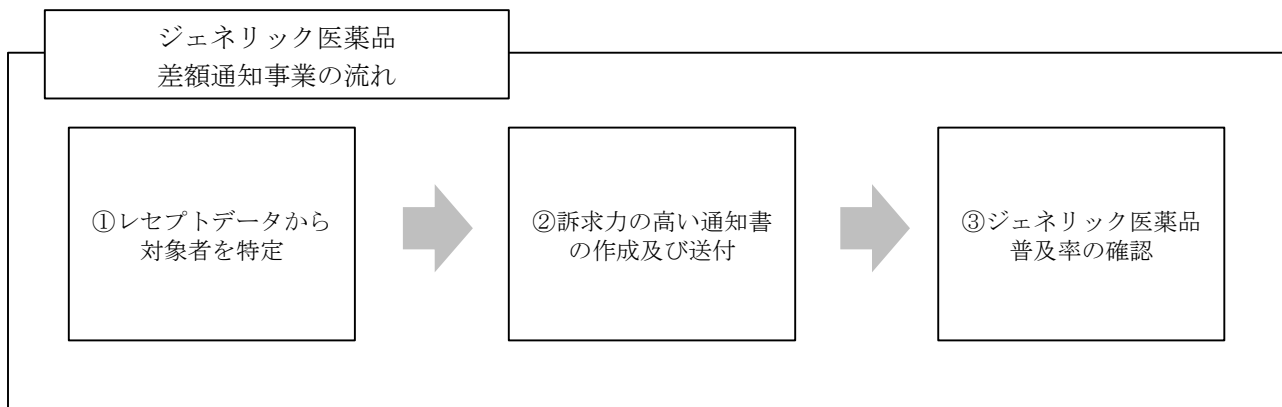 ジェネリック医薬品
差額通知事業の流れ
①レセプトデータから
対象者を特定
②訴求力の高い通知書
の作成及び送付
③ジェネリック医薬品
普及率の確認